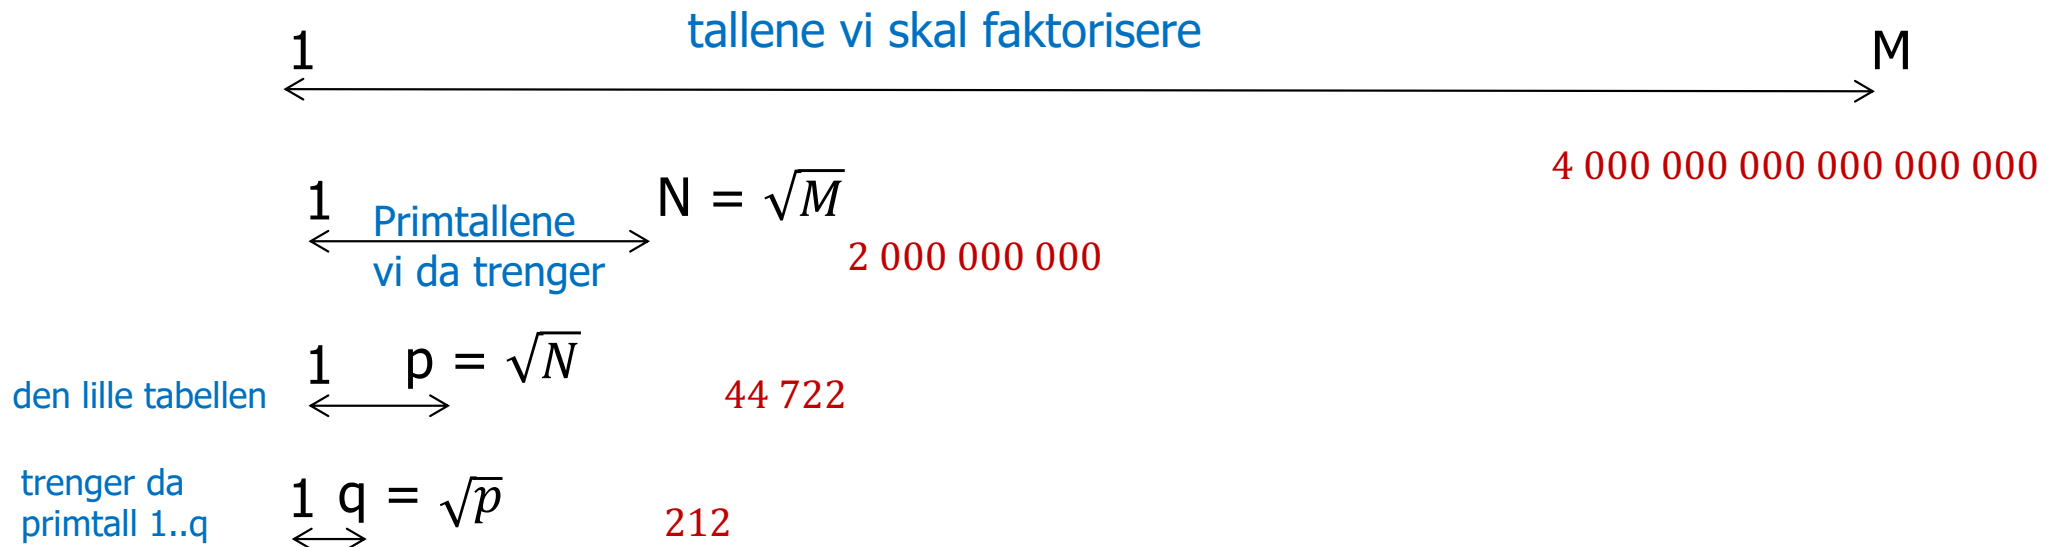 tallene vi skal faktorisere
1 M
4 000 000 000 000 000 000
1 Primtallene N = √M
vi da trenger 2 000 000 000
den lille tabellen 1 p = √N 44 722
trenger da
primtall 1..q 1 q = √p 212